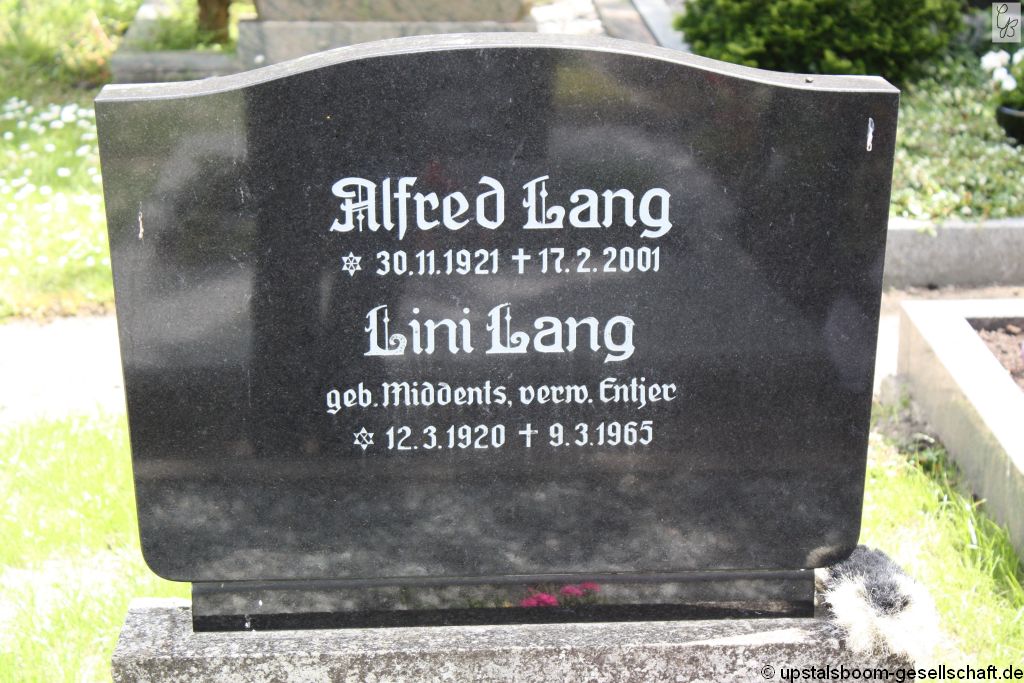 Alfred Lang
✡ 30.11.1921 ✝ 17.2.2001
Lini Lang
geb. Middents, verw. Entjer
✡ 12.3.1920 ✝ 9.3.1965
© upstalsboom-gesellschaft.de